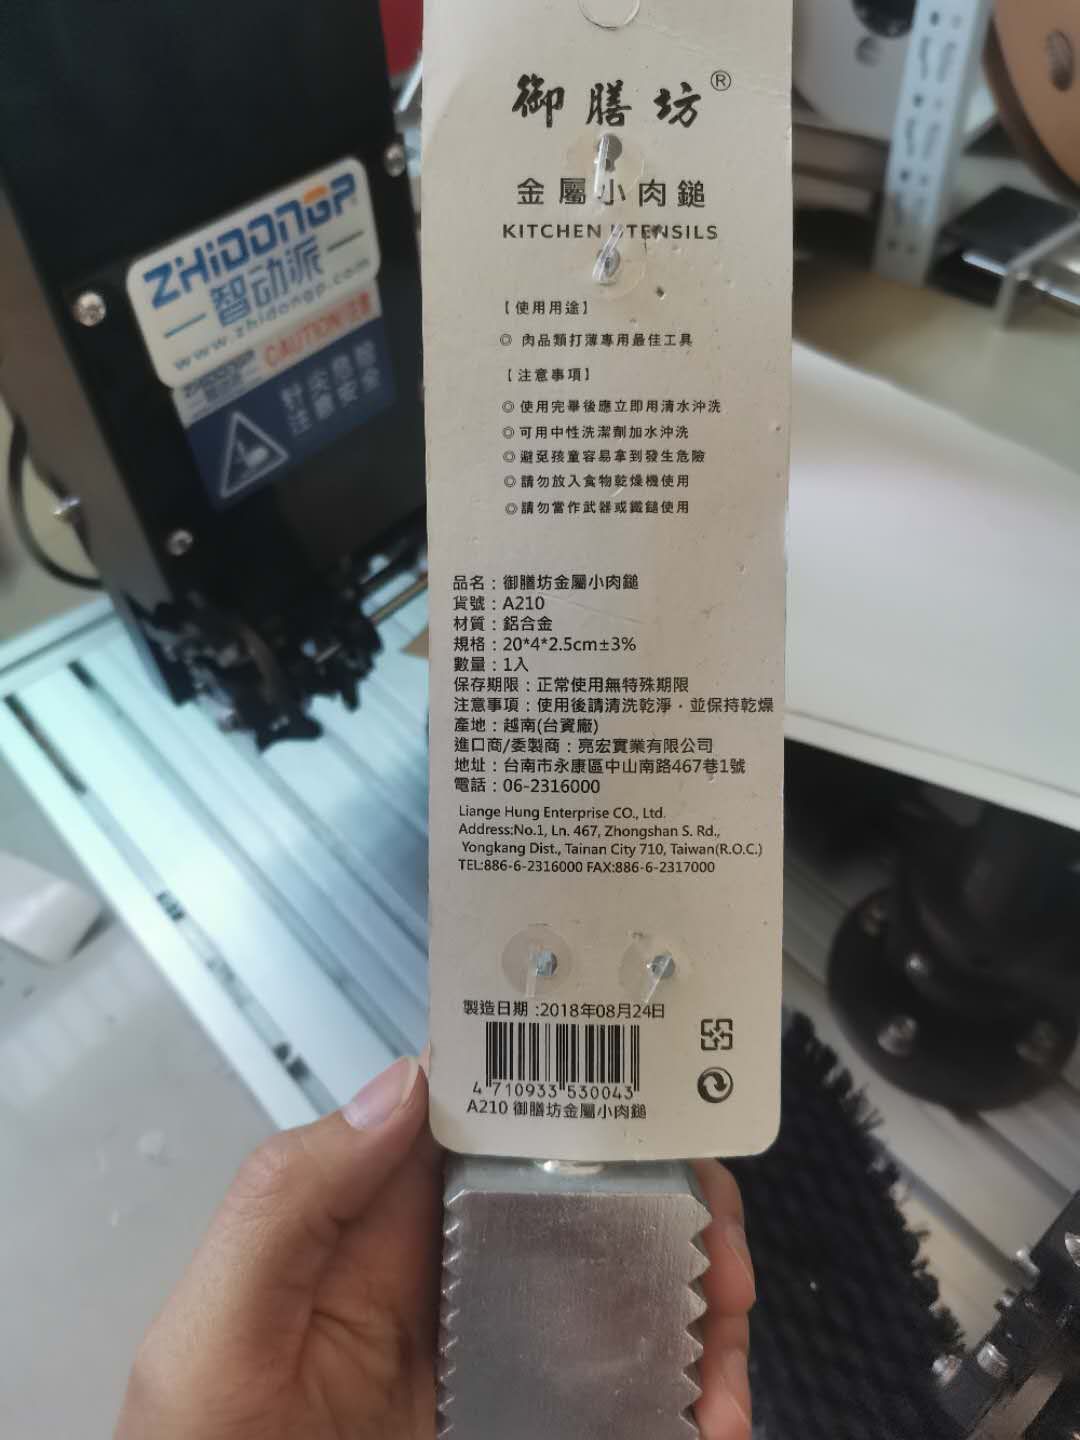 御膳坊®
金屬小肉鎚
KITCHEN UTENSILS
【使用用途】
◎ 肉品類打薄專用最佳工具
【注意事項】
◎ 使用完畢後應立即用清水沖洗
◎ 可用中性洗潔劑加水沖洗
◎ 避免孩童容易拿到發生危險
◎ 請勿放入食物乾燥機使用
◎ 請勿當作武器或鐵鎚使用
品名：御膳坊金屬小肉鎚
貨號：A210
材質：鋁合金
規格：20*4*2.5cm±3%
數量：1入
保存期限：正常使用無特殊期限
注意事項：使用後請清洗乾淨，並保持乾燥
產地：越南(台資廠)
進口商/委製商：亮宏實業有限公司
地址：台南市永康區中山南路467巷1號
電話：06-2316000
Liange Hung Enterprise CO., Ltd.
Address:No.1, Ln. 467, Zhongshan S. Rd.,
Yongkang Dist., Tainan City 710, Taiwan(R.O.C.)
TEL:886-6-2316000 FAX:886-6-2317000
製造日期 :2018年08月24日
4 710933 530043
A210 御膳坊金屬小肉鎚
ZHiDONGP
智动派
www.zhidongp.com
ZHIDONGP CAUTION/注意
针尖危险
注意安全